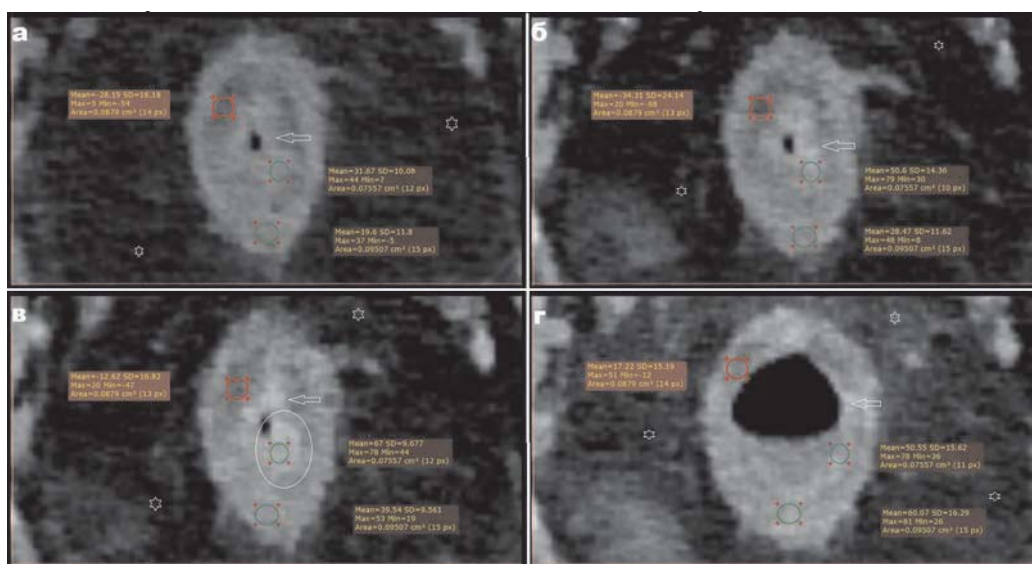 а
Mean=-28.15 SD=16.18
Max=5 Min=-54
Area=0.0879 cm² (14 px)
Mean=31.67 SD=10.08
Max=44 Min=7
Area=0.07557 cm² (12 px)
Mean=19.6 SD=11.8
Max=37 Min=-5
Area=0.09507 cm² (15 px)
б
Mean=-34.31 SD=24.14
Max=20 Min=-68
Area=0.0879 cm² (13 px)
Mean=50.6 SD=14.36
Max=79 Min=30
Area=0.07557 cm² (10 px)
Mean=28.47 SD=11.62
Max=48 Min=8
Area=0.09507 cm² (15 px)
в
Mean=-12.62 SD=16.82
Max=20 Min=-47
Area=0.0879 cm² (13 px)
Mean=67 SD=9.677
Max=78 Min=44
Area=0.07557 cm² (12 px)
Mean=39.54 SD=9.561
Max=53 Min=19
Area=0.09507 cm² (15 px)
г
Mean=17.22 SD=15.19
Max=51 Min=-12
Area=0.0879 cm² (14 px)
Mean=50.55 SD=15.62
Max=78 Min=36
Area=0.07557 cm² (11 px)
Mean=60.07 SD=16.29
Max=81 Min=26
Area=0.09507 cm² (15 px)